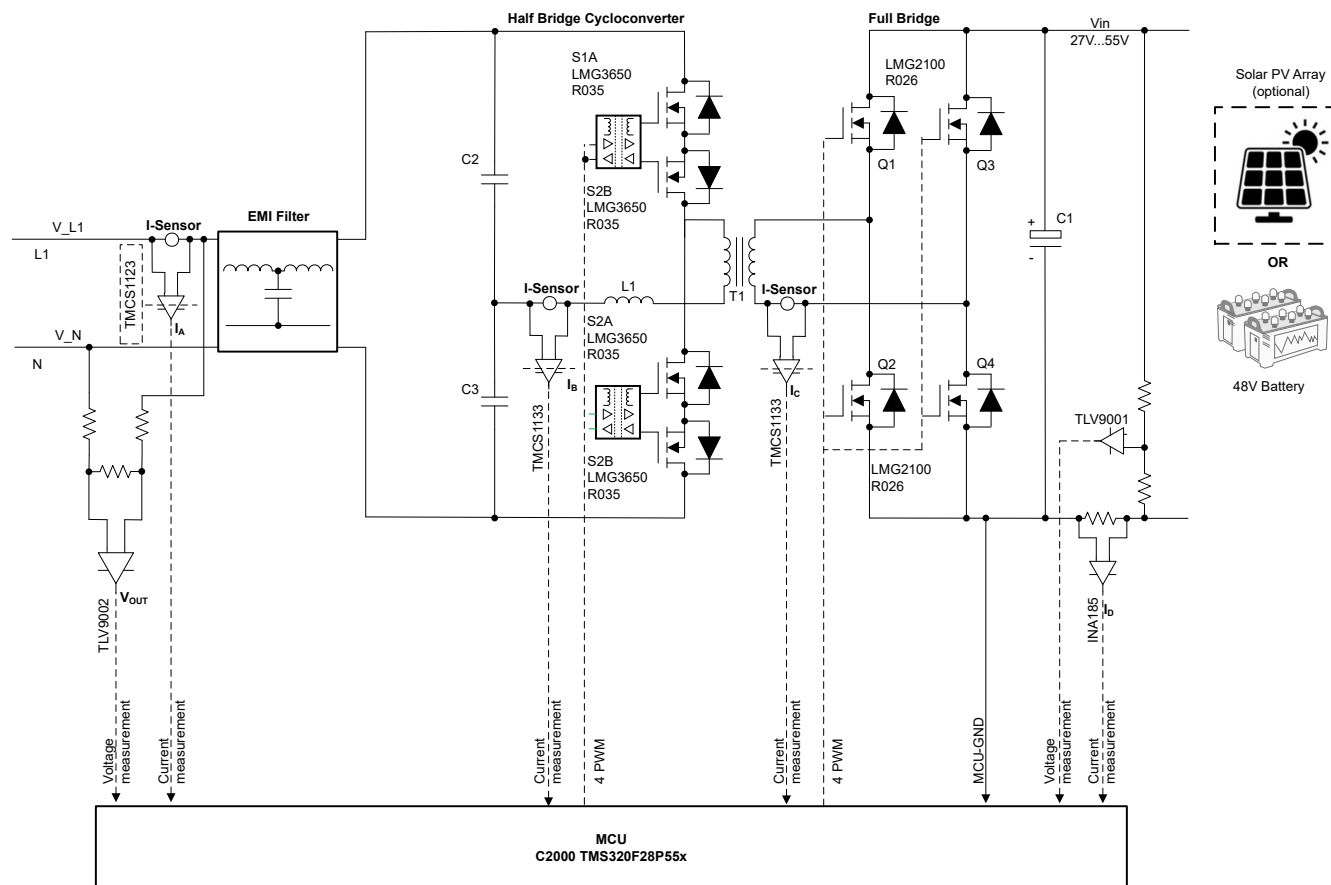 Half Bridge Cycloconverter
Full Bridge
Vin
27V...55V
S1A
LMG3650
R035
LMG2100
R026
Solar PV Array
(optional)
C2
Q1
Q3
S2B
LMG3650
R035
C1
+
-
EMI Filter
I-Sensor
V_L1
L1
TMCS1123
I-Sensor
L1
T1
I-Sensor
OR
IA
V_N
N
S2A
LMG3650
R035
IB
IC
Q2
Q4
C3
48V Battery
TMCS1133
TMCS1133
TLV9001
S2B
LMG3650
R035
LMG2100
R026
VOUT
TLV9002
INA185
ID
Voltage
measurement
Current
measurement
Current
measurement
4 PWM
Current
measurement
4 PWM
MCU-GND
Voltage
measurement
Current
measurement
MCU
C2000 TMS320F28P55x